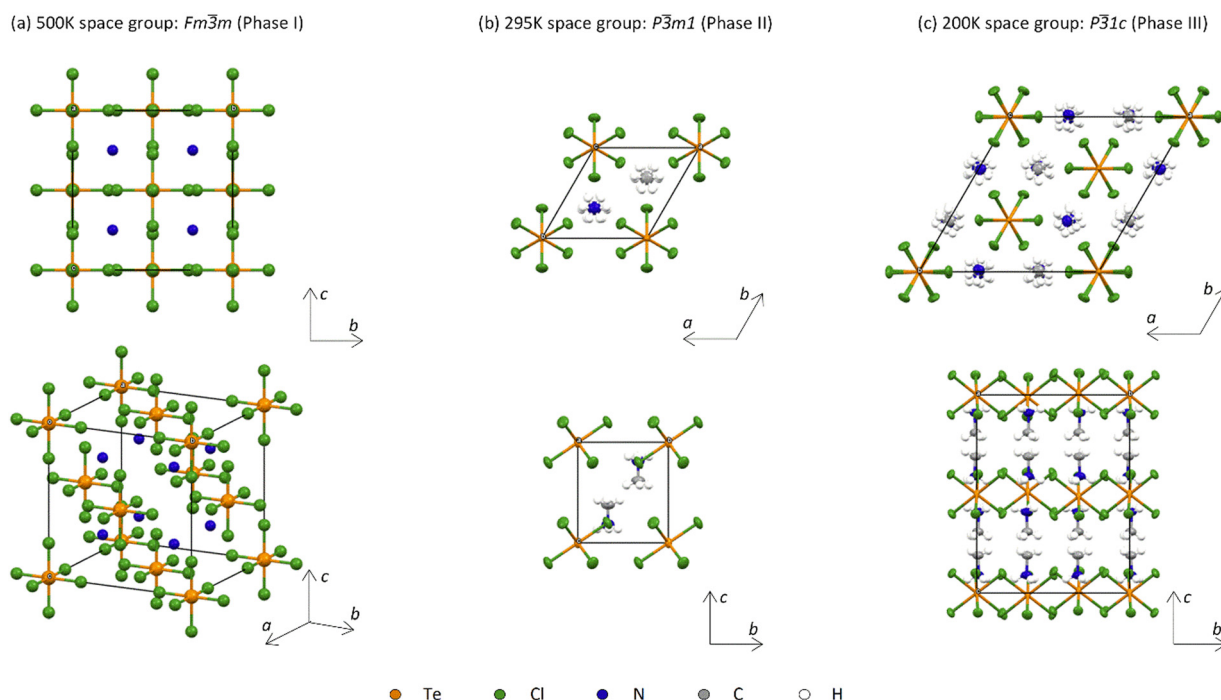 (a) 500K space group: Fm3̅m (Phase I)
(b) 295K space group: P3̅m1 (Phase II)
(c) 200K space group: P3̅1c (Phase III)
c
b
b
a
b
a
c
a
b
c
b
c
b
Te Cl N C H